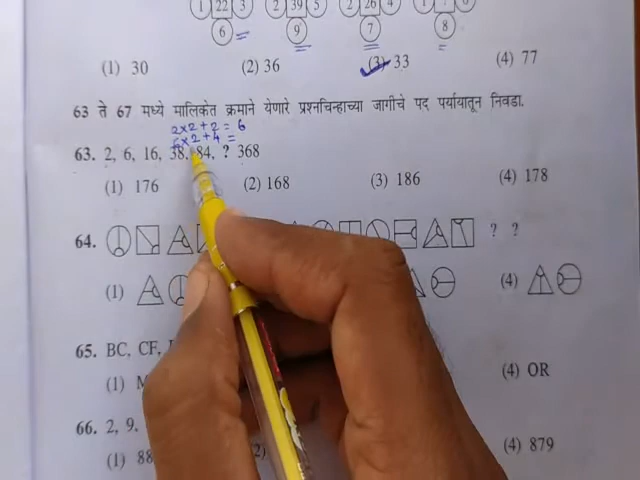 1 22 3 2 39 5 2 26 4 1
6 9 7 8
(1) 30 (2) 36 (3) 33 (4) 77
63 ते 67 मध्ये मालिकेत क्रमाने येणारे प्रश्नचिन्हाच्या जागीचे पद पर्यायातून निवडा.
2×2+2=6
6×2+4=
63. 2, 6, 16, 38, 84, ? 368
(1) 176 (2) 168 (3) 186 (4) 178
64. ? ?
(1) (4)
65. BC, CF,
(1) (4) OR
66. 2, 9,
(1) 88 (2) (4) 879